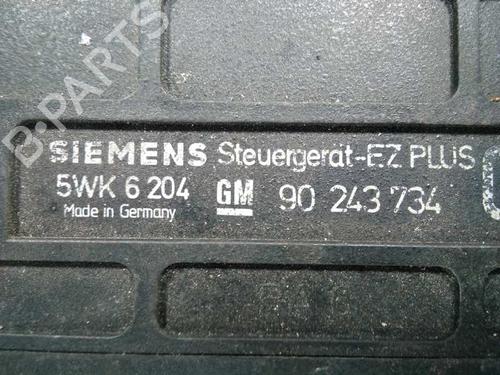 B-PARTS
SIEMENS Steuergerät-EZ PLUS
5WK 6 204 GM 90 243 734
Made in Germany